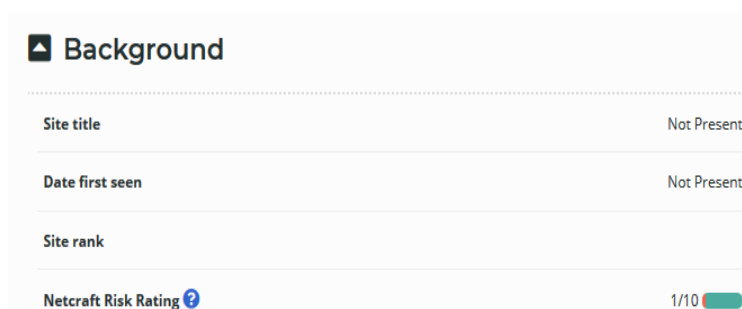 Background
Site title Not Present
Date first seen Not Present
Site rank
Netcraft Risk Rating ? 1/10